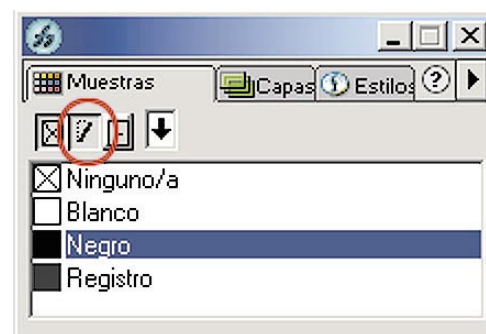 Muestras Capas Estilos ?
Ninguno/a
Blanco
Negro
Registro